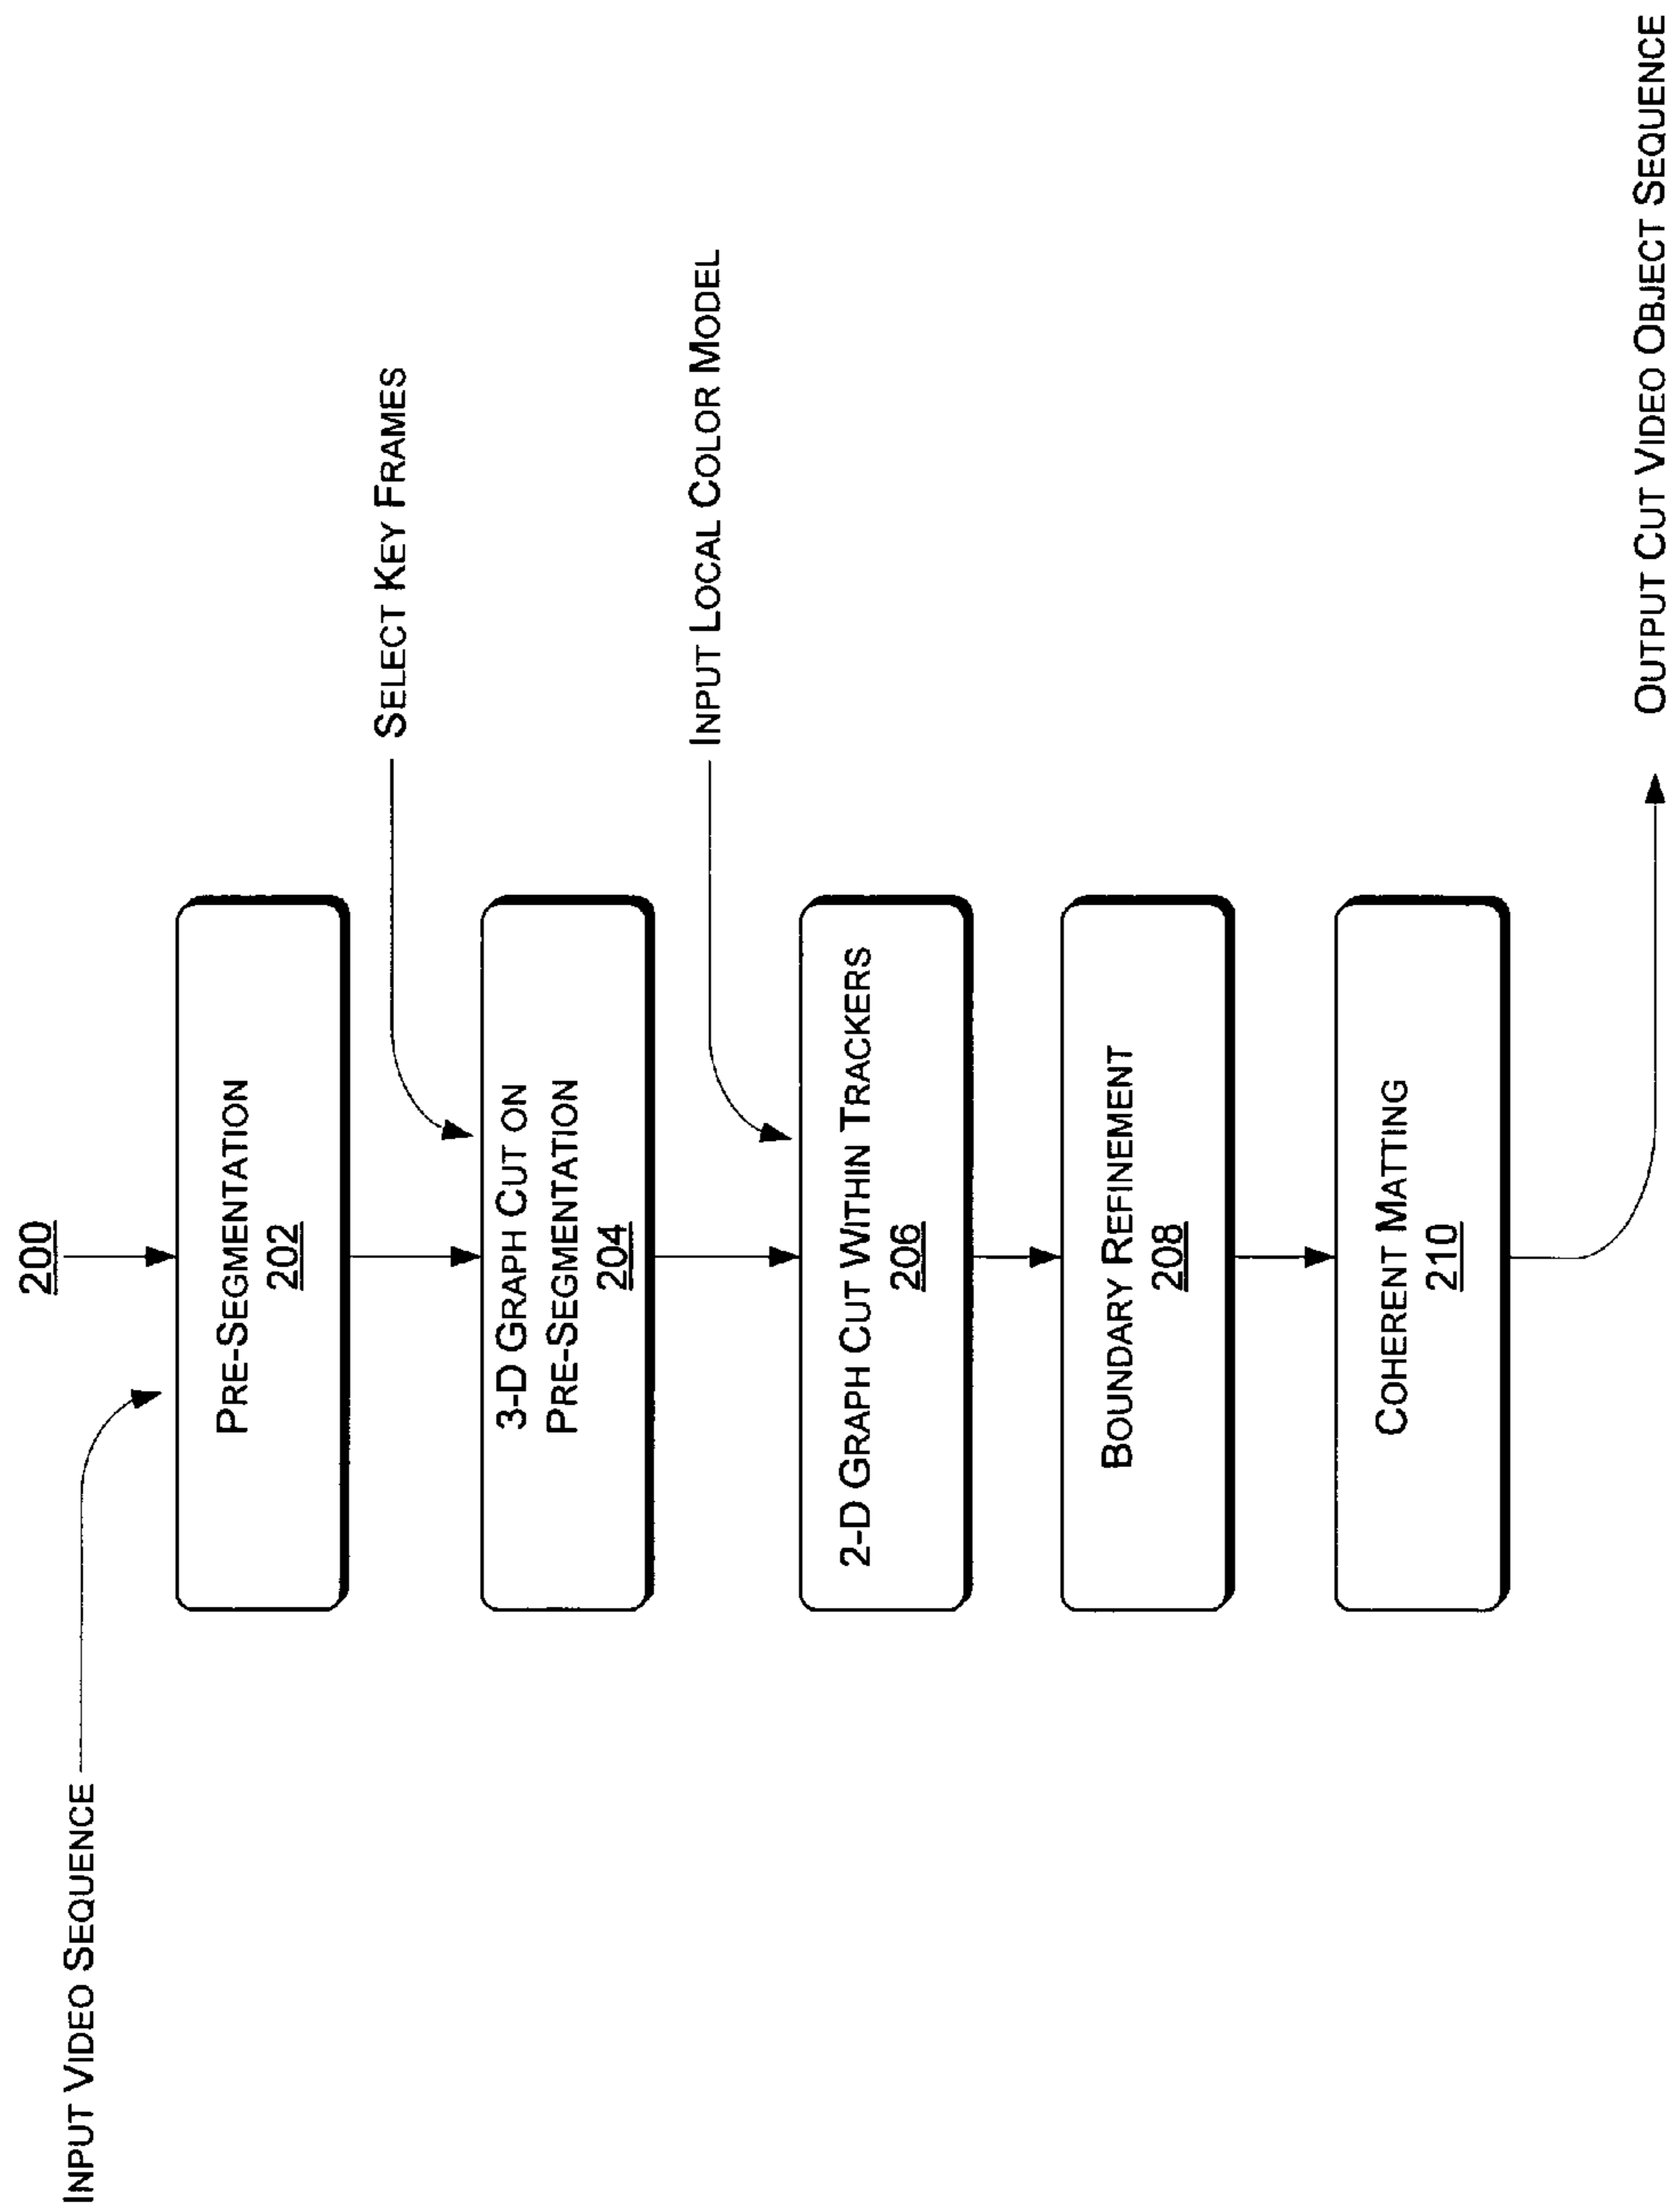 200
INPUT VIDEO SEQUENCE
PRE-SEGMENTATION
202
SELECT KEY FRAMES
3-D GRAPH CUT ON
PRE-SEGMENTATION
204
INPUT LOCAL COLOR MODEL
2-D GRAPH CUT WITHIN TRACKERS
206
BOUNDARY REFINEMENT
208
COHERENT MATTING
210
OUTPUT CUT VIDEO OBJECT SEQUENCE